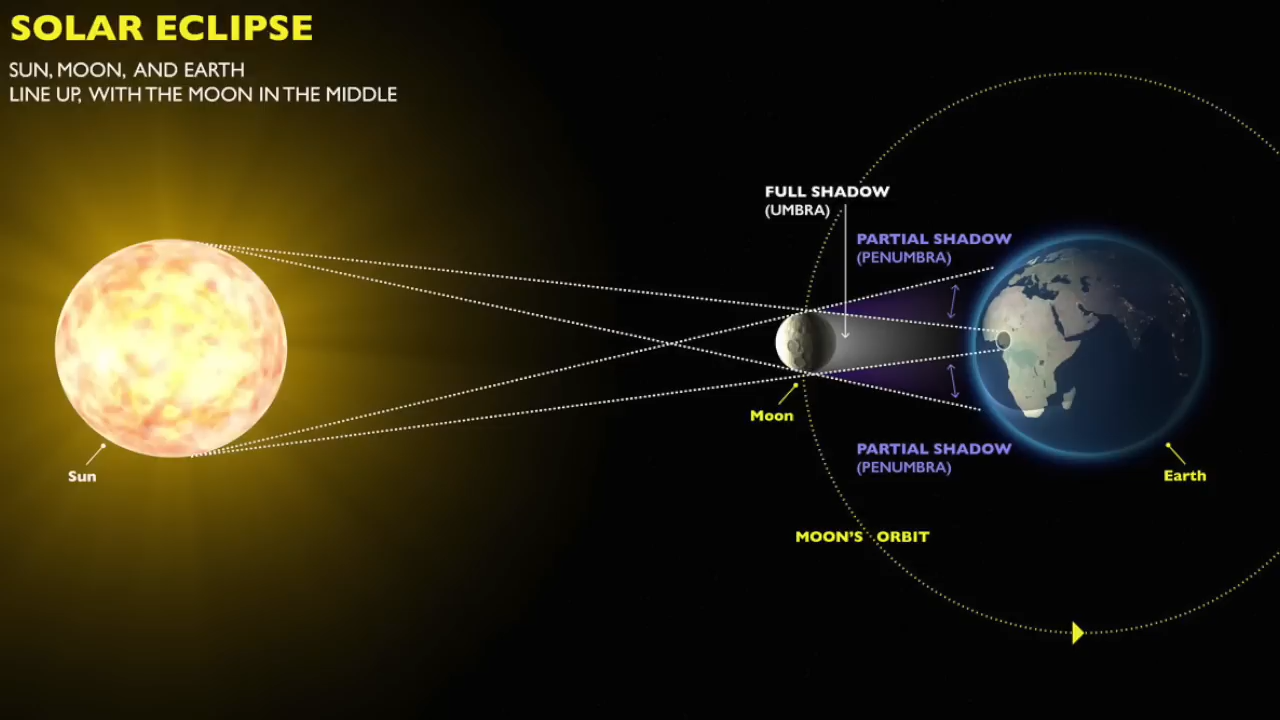 SOLAR ECLIPSE
SUN, MOON, AND EARTH
LINE UP, WITH THE MOON IN THE MIDDLE
FULL SHADOW
(UMBRA)
PARTIAL SHADOW
(PENUMBRA)
Moon
PARTIAL SHADOW
(PENUMBRA)
Sun
Earth
MOON'S ORBIT